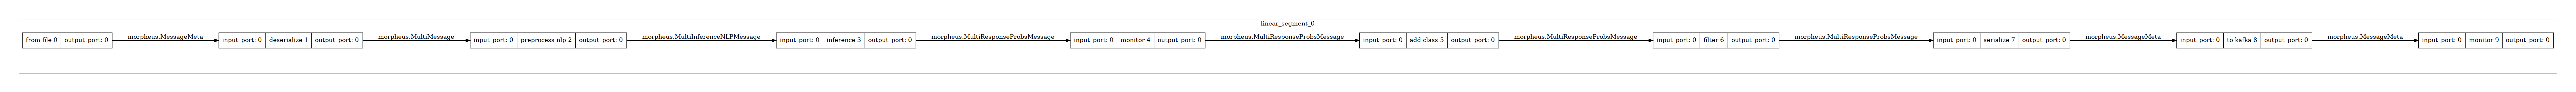 linear_segment_0
from-file-0 output_port: 0 morpheus.MessageMeta input_port: 0 deserialize-1 output_port: 0 morpheus.MultiMessage input_port: 0 preprocess-nlp-2 output_port: 0 morpheus.MultiInferenceNLPMessage input_port: 0 inference-3 output_port: 0 morpheus.MultiResponseProbsMessage input_port: 0 monitor-4 output_port: 0 morpheus.MultiResponseProbsMessage input_port: 0 add-class-5 output_port: 0 morpheus.MultiResponseProbsMessage input_port: 0 filter-6 output_port: 0 morpheus.MultiResponseProbsMessage input_port: 0 serialize-7 output_port: 0 morpheus.MessageMeta input_port: 0 to-kafka-8 output_port: 0 morpheus.MessageMeta input_port: 0 monitor-9 output_port: 0